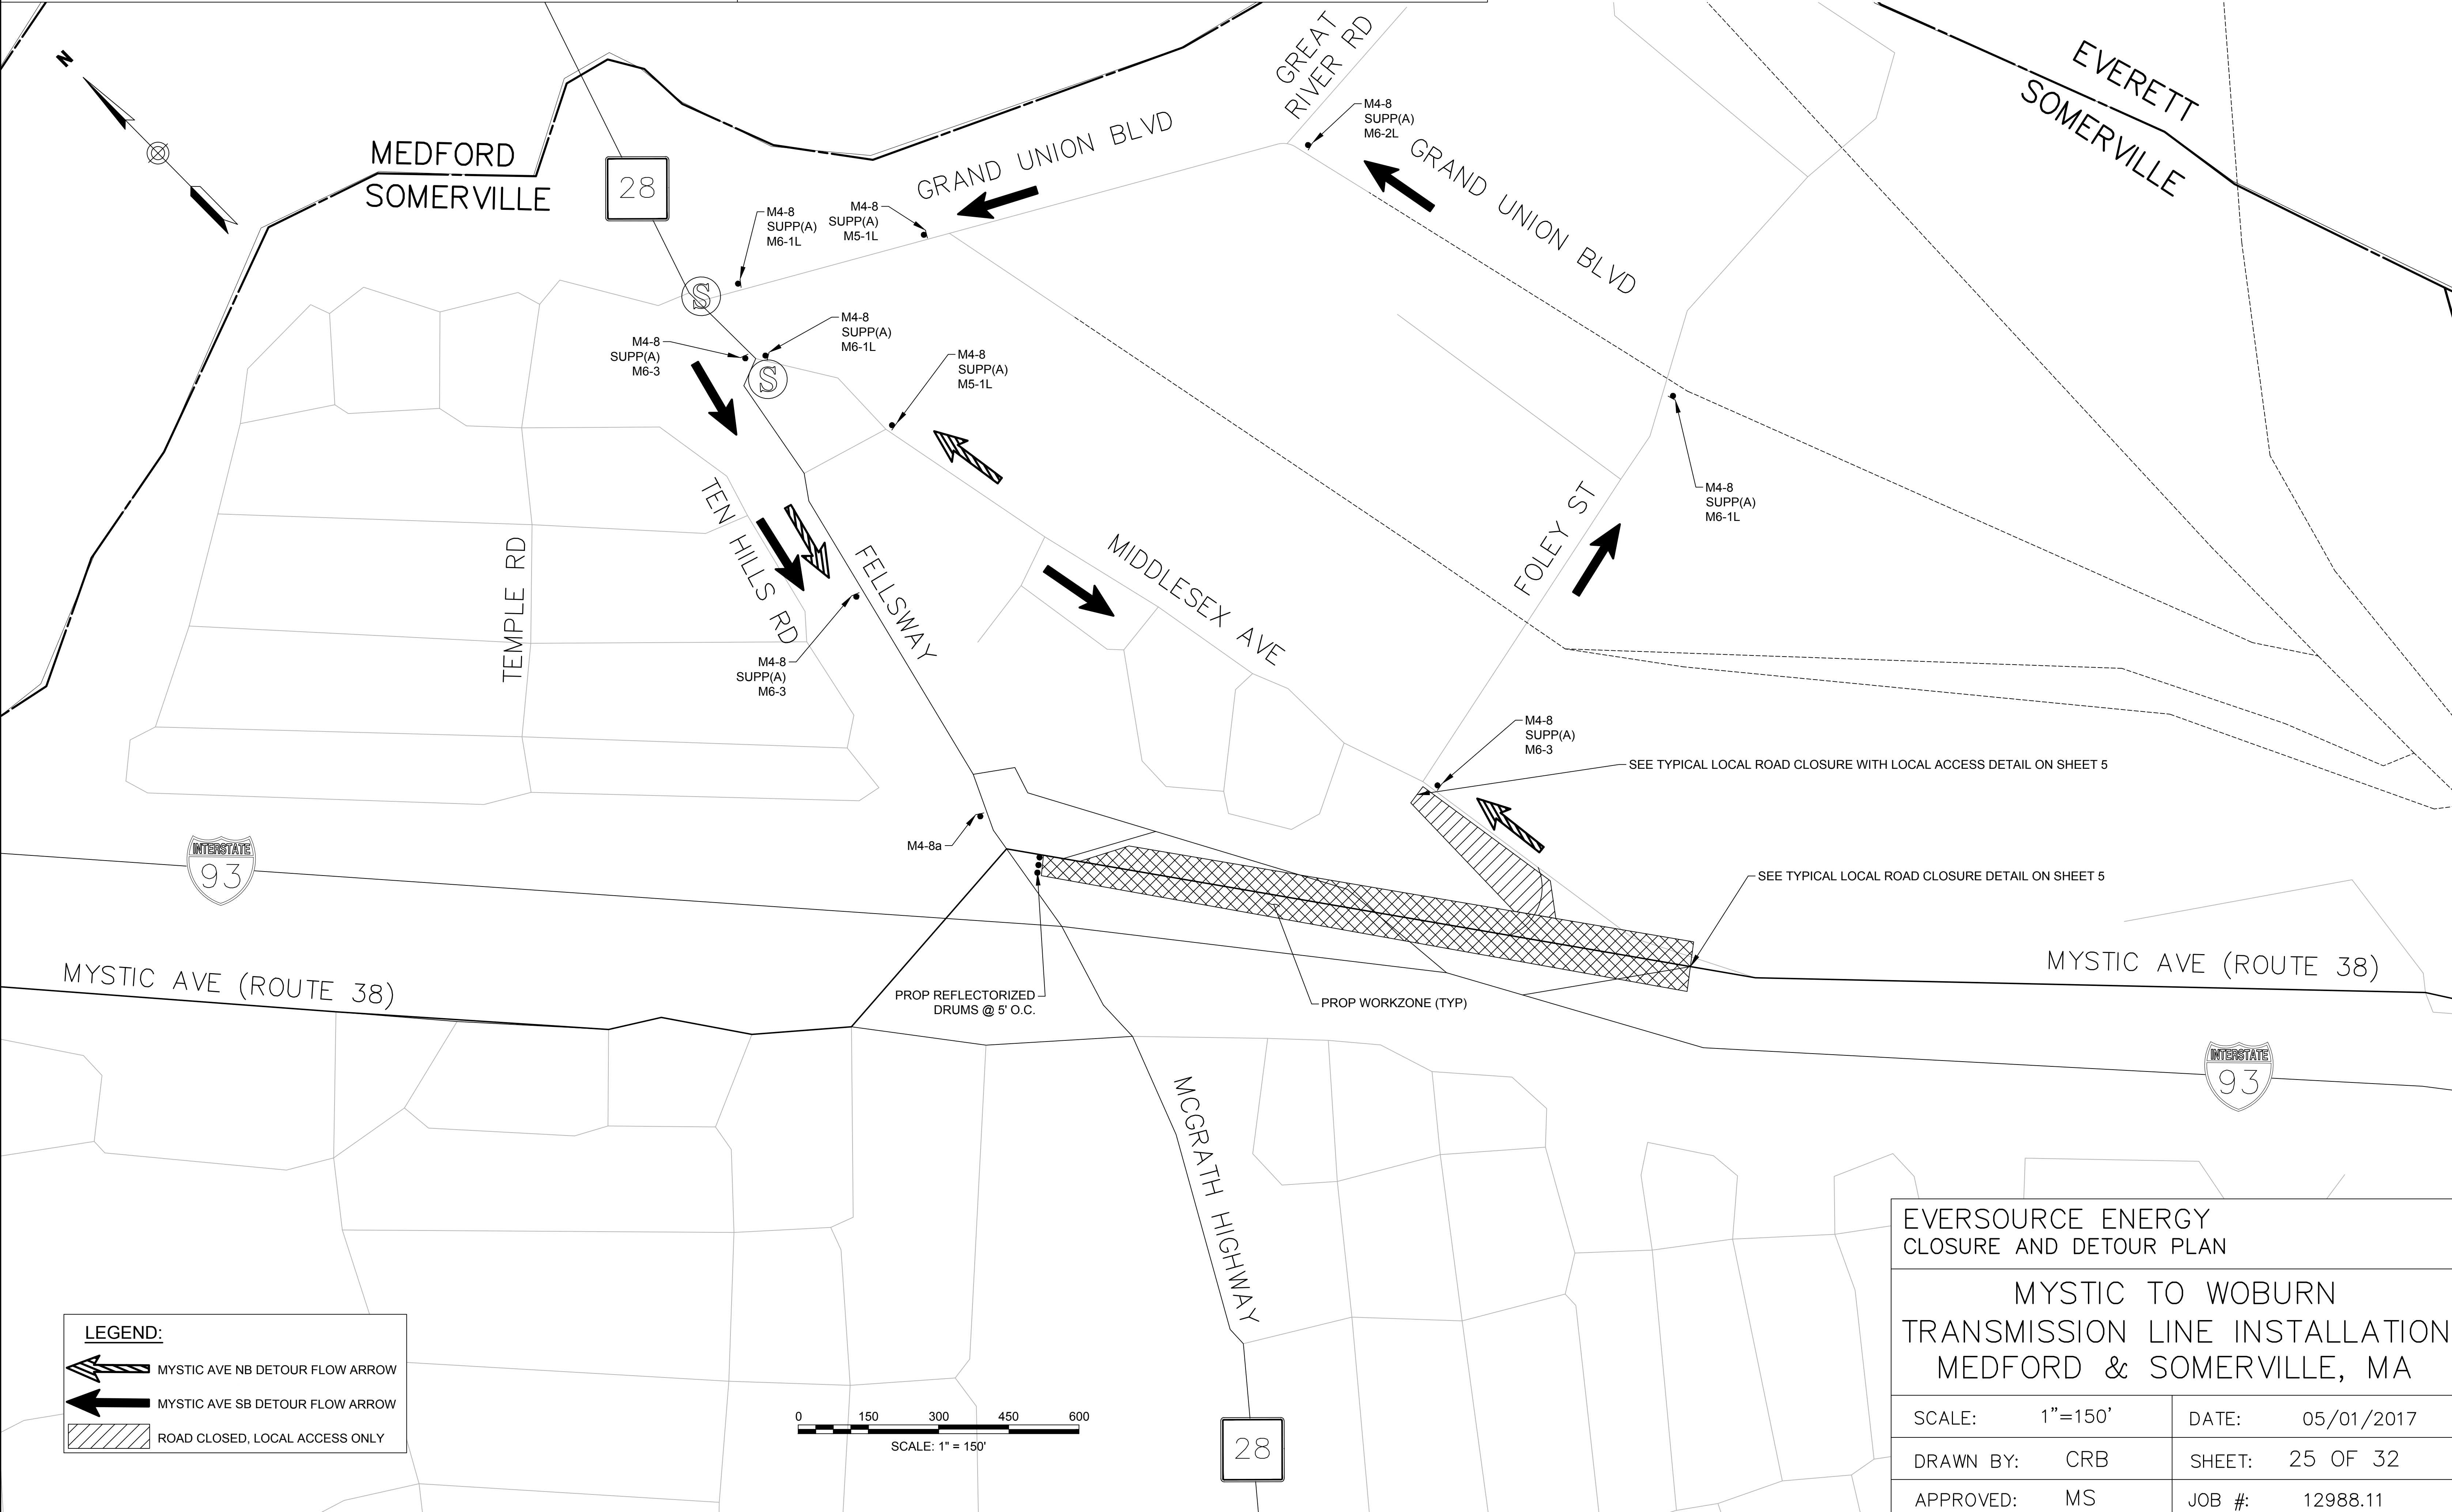 N
MEDFORD
SOMERVILLE
28
GREAT
RIVER RD
EVERETT
SOMERVILLE
GRAND UNION BLVD
GRAND UNION BLVD
M4-8
SUPP(A)
M6-2L
M4-8
SUPP(A)
M6-1L
M4-8
SUPP(A)
M5-1L
S
M4-8
SUPP(A)
M6-3
M4-8
SUPP(A)
M6-1L
S
M4-8
SUPP(A)
M5-1L
M4-8
SUPP(A)
M6-1L
TEN HILLS RD
TEMPLE RD
FELLSWAY
MIDDLESEX AVE
FOLEY ST
M4-8
SUPP(A)
M6-3
M4-8
SUPP(A)
M6-3
SEE TYPICAL LOCAL ROAD CLOSURE WITH LOCAL ACCESS DETAIL ON SHEET 5
INTERSTATE
93
M4-8a
SEE TYPICAL LOCAL ROAD CLOSURE DETAIL ON SHEET 5
MYSTIC AVE (ROUTE 38)
MYSTIC AVE (ROUTE 38)
PROP REFLECTORIZED
DRUMS @ 5' O.C.
PROP WORKZONE (TYP)
INTERSTATE
93
MCGRATH HIGHWAY
28
LEGEND:
MYSTIC AVE NB DETOUR FLOW ARROW
MYSTIC AVE SB DETOUR FLOW ARROW
ROAD CLOSED, LOCAL ACCESS ONLY
0 150 300 450 600
SCALE: 1" = 150'
EVERSOURCE ENERGY
CLOSURE AND DETOUR PLAN
MYSTIC TO WOBURN
TRANSMISSION LINE INSTALLATION
MEDFORD & SOMERVILLE, MA
SCALE: 1"=150' DATE: 05/01/2017
DRAWN BY: CRB SHEET: 25 OF 32
APPROVED: MS JOB #: 12988.11